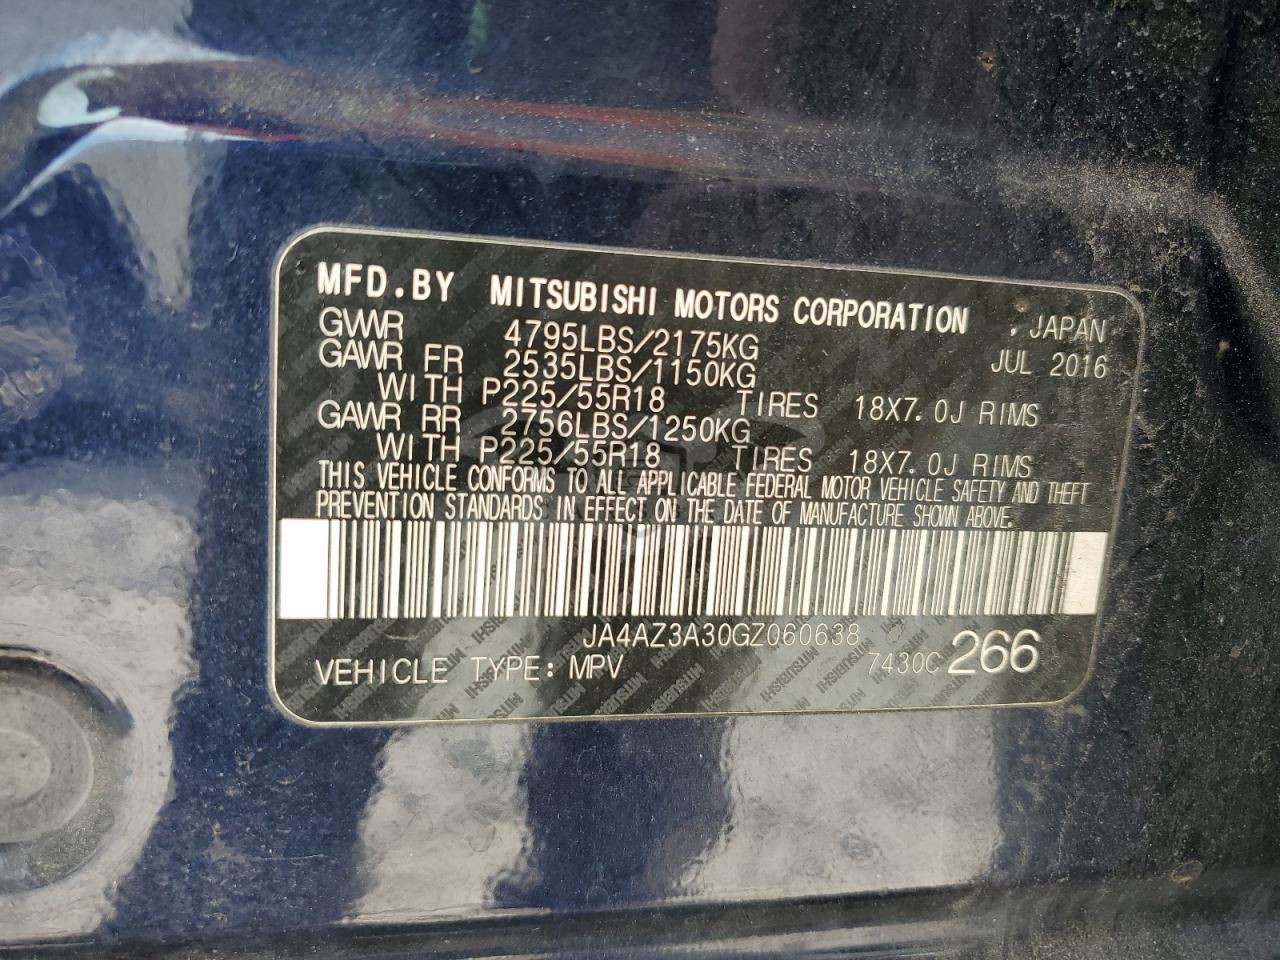 MFD.BY MITSUBISHI MOTORS CORPORATION , JAPAN
GVWR 4795LBS/2175KG JUL 2016
GAWR FR 2535LBS/1150KG
WITH P225/55R18 TIRES 18X7.0J RIMS
GAWR RR 2756LBS/1250KG
WITH P225/55R18 TIRES 18X7.0J RIMS
THIS VEHICLE CONFORMS TO ALL APPLICABLE FEDERAL MOTOR VEHICLE SAFETY AND THEFT
PREVENTION STANDARDS IN EFFECT ON THE DATE OF MANUFACTURE SHOWN ABOVE.
JA4AZ3A30GZ060638
VEHICLE TYPE: MPV 7430C 266